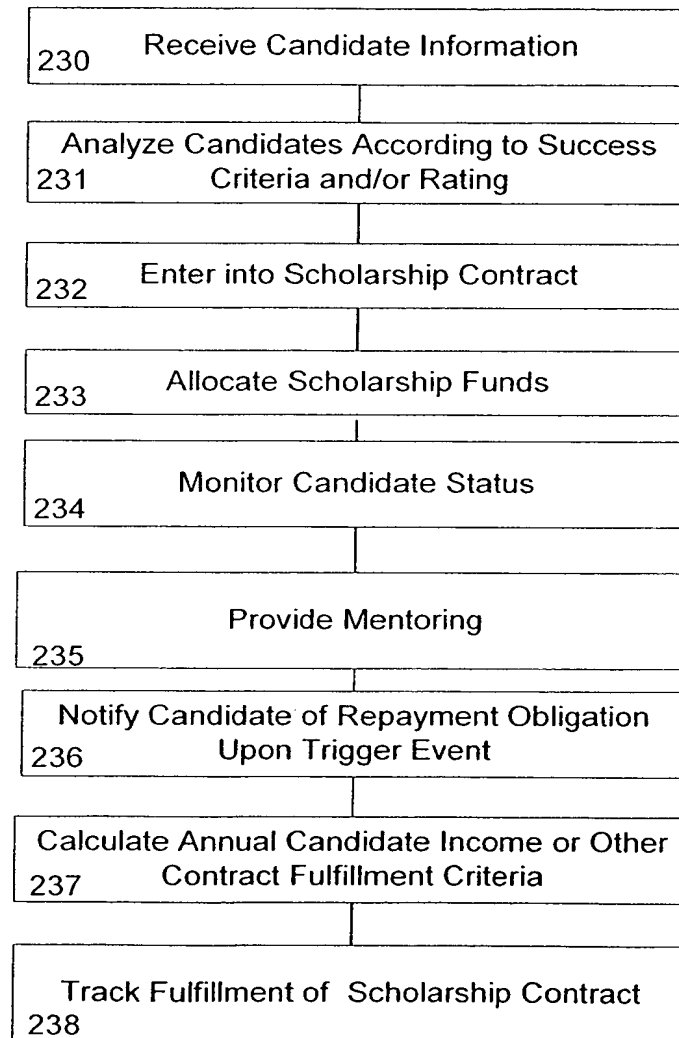 Receive Candidate Information
230
Analyze Candidates According to Success
231 Criteria and/or Rating
Enter into Scholarship Contract
232
Allocate Scholarship Funds
233
Monitor Candidate Status
234
Provide Mentoring
235
Notify Candidate of Repayment Obligation
236 Upon Trigger Event
Calculate Annual Candidate Income or Other
237 Contract Fulfillment Criteria
Track Fulfillment of Scholarship Contract
238